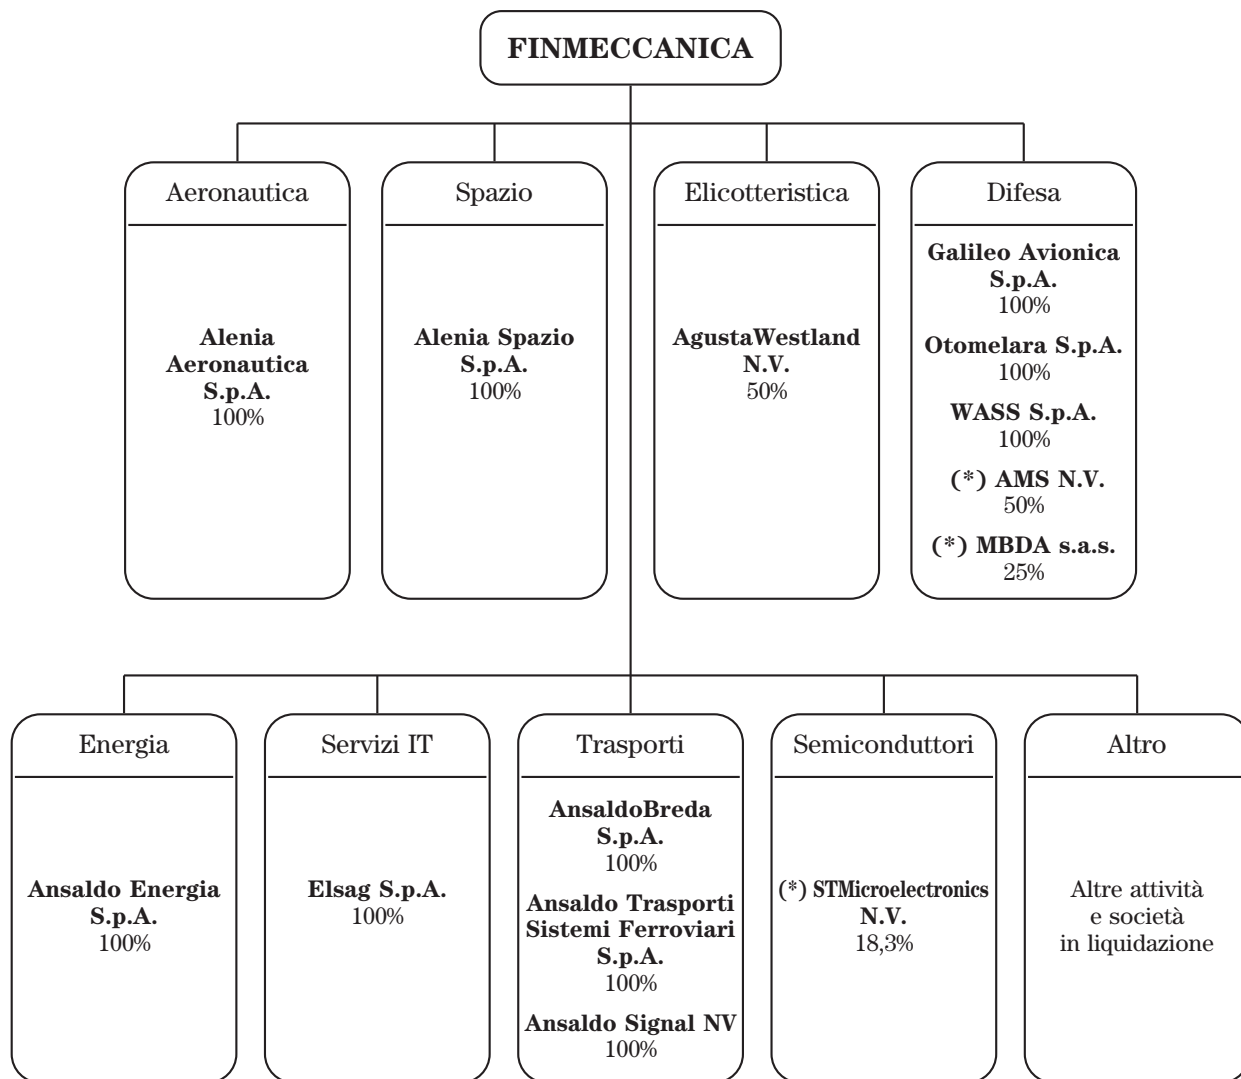 FINMECCANICA
Aeronautica
Alenia
Aeronautica
S.p.A.
100%
Spazio
Alenia Spazio
S.p.A.
100%
Elicotteristica
AgustaWestland
N.V.
50%
Difesa
Galileo Avionica
S.p.A.
100%
Otomelara S.p.A.
100%
WASS S.p.A.
100%
(*) AMS N.V.
50%
(*) MBDA s.a.s.
25%
Energia
Ansaldo Energia
S.p.A.
100%
Servizi IT
Elsag S.p.A.
100%
Trasporti
AnsaldoBreda
S.p.A.
100%
Ansaldo Trasporti
Sistemi Ferroviari
S.p.A.
100%
Ansaldo Signal NV
100%
Semiconduttori
(*) STMicroelectronics
N.V.
18,3%
Altro
Altre attività
e società
in liquidazione